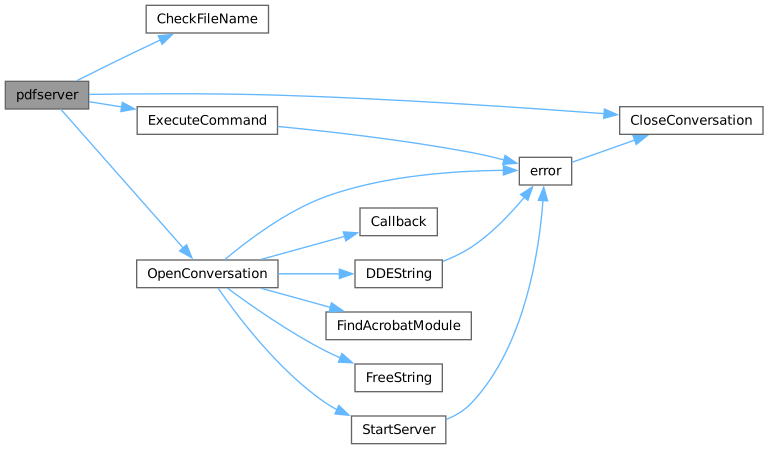 CheckFileName
pdfserver
ExecuteCommand
CloseConversation
error
Callback
OpenConversation
DDEString
FindAcrobatModule
FreeString
StartServer